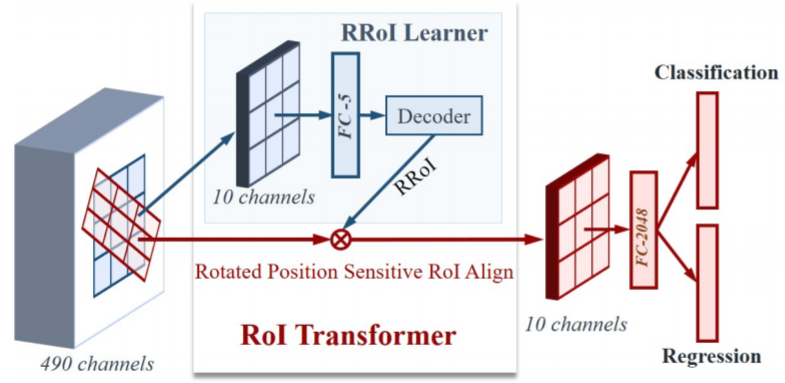 RRoI Learner
FC-5
Decoder
10 channels
RRoI
Rotated Position Sensitive RoI Align
RoI Transformer
490 channels
10 channels
FC-2048
Classification
Regression